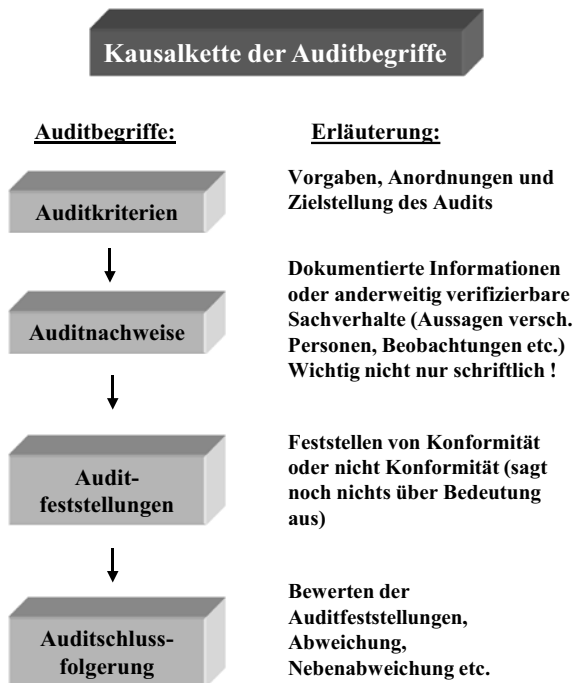 Kausalkette der Auditbegriffe
Auditbegriffe:
Erläuterung:
Auditkriterien
Vorgaben, Anordnungen und
Zielstellung des Audits
Auditnachweise
Dokumentierte Informationen
oder anderweitig verifizierbare
Sachverhalte (Aussagen versch.
Personen, Beobachtungen etc.)
Wichtig nicht nur schriftlich !
Audit-
feststellungen
Feststellen von Konformität
oder nicht Konformität (sagt
noch nichts über Bedeutung
aus)
Auditschluss-
folgerung
Bewerten der
Auditfeststellungen,
Abweichung,
Nebenabweichung etc.